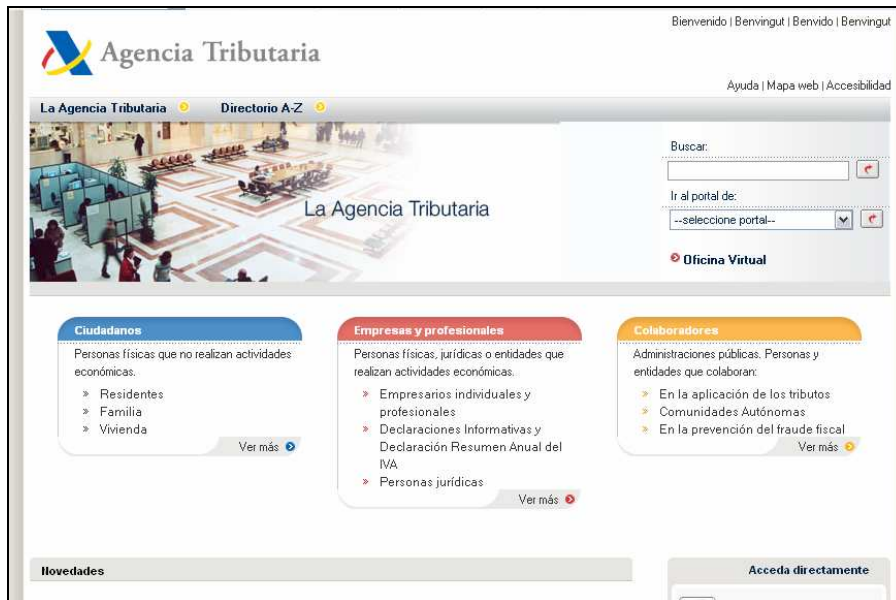 Bienvenido | Benvingut | Benvido | Benvingut
Agencia Tributaria
Ayuda | Mapa web | Accesibilidad
La Agencia Tributaria
Directorio A-Z
La Agencia Tributaria
Buscar:
Ir al portal de:
--seleccione portal--
Oficina Virtual
Ciudadanos
Personas físicas que no realizan actividades
económicas.
Residentes
Familia
Vivienda
Ver más
Empresas y profesionales
Personas físicas, jurídicas o entidades que
realizan actividades económicas.
Empresarios individuales y
profesionales
Declaraciones Informativas y
Declaración Resumen Anual del
IVA
Personas jurídicas
Ver más
Colaboradores
Administraciones públicas. Personas y
entidades que colaboran:
En la aplicación de los tributos
Comunidades Autónomas
En la prevención del fraude fiscal
Ver más
Novedades
Acceda directamente